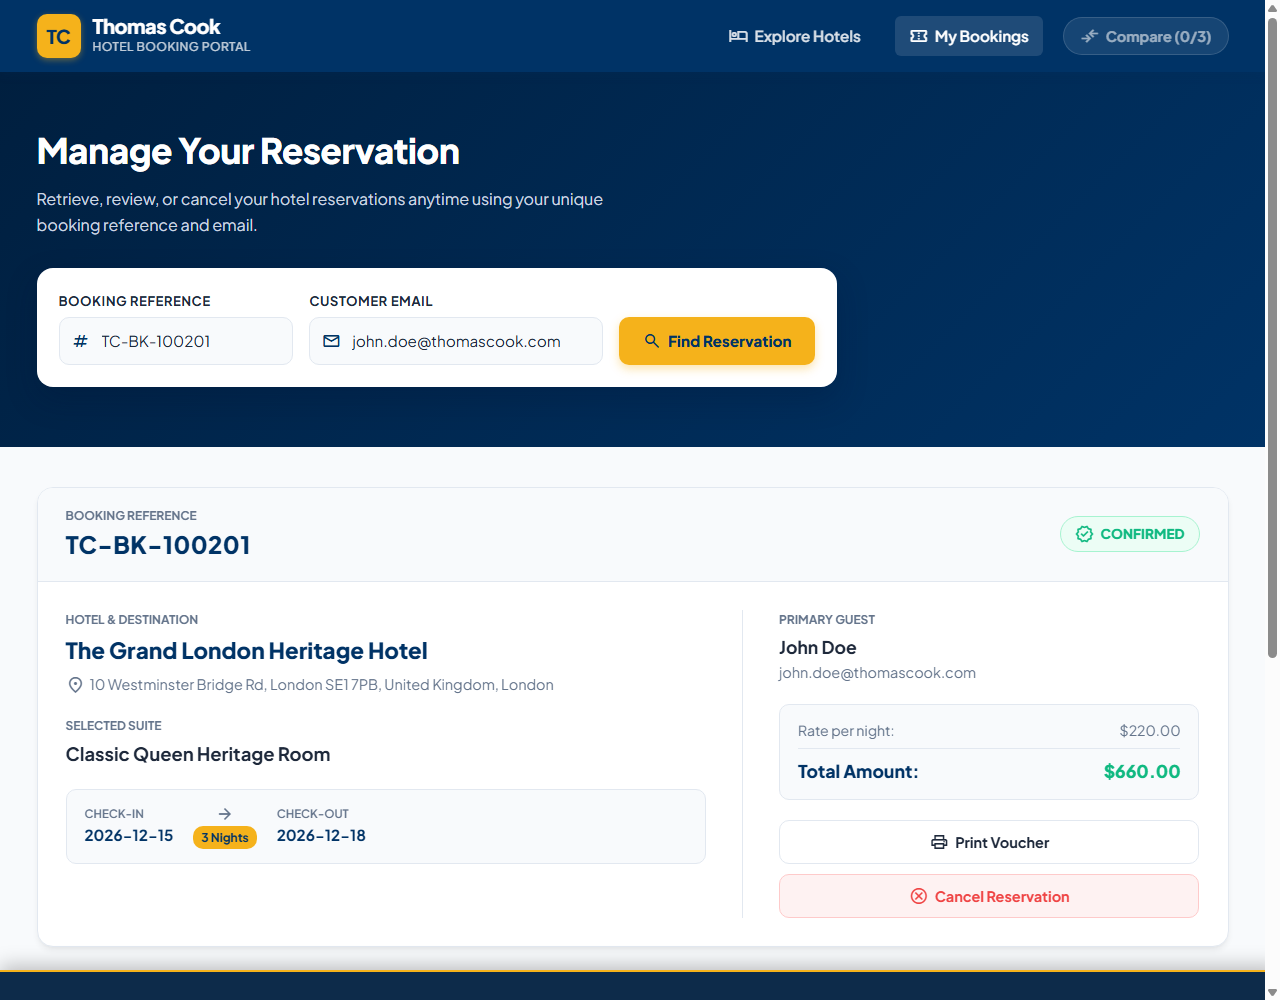 TC
Thomas Cook
HOTEL BOOKING PORTAL
Explore Hotels
My Bookings
Compare (0/3)
Manage Your Reservation
Retrieve, review, or cancel your hotel reservations anytime using your unique
booking reference and email.
BOOKING REFERENCE
CUSTOMER EMAIL
TC-BK-100201
john.doe@thomascook.com
Find Reservation
BOOKING REFERENCE
TC-BK-100201
CONFIRMED
HOTEL & DESTINATION
The Grand London Heritage Hotel
10 Westminster Bridge Rd, London SE1 7PB, United Kingdom, London
SELECTED SUITE
Classic Queen Heritage Room
CHECK-IN
2026-12-15
3 Nights
CHECK-OUT
2026-12-18
PRIMARY GUEST
John Doe
john.doe@thomascook.com
Rate per night: $220.00
Total Amount: $660.00
Print Voucher
Cancel Reservation